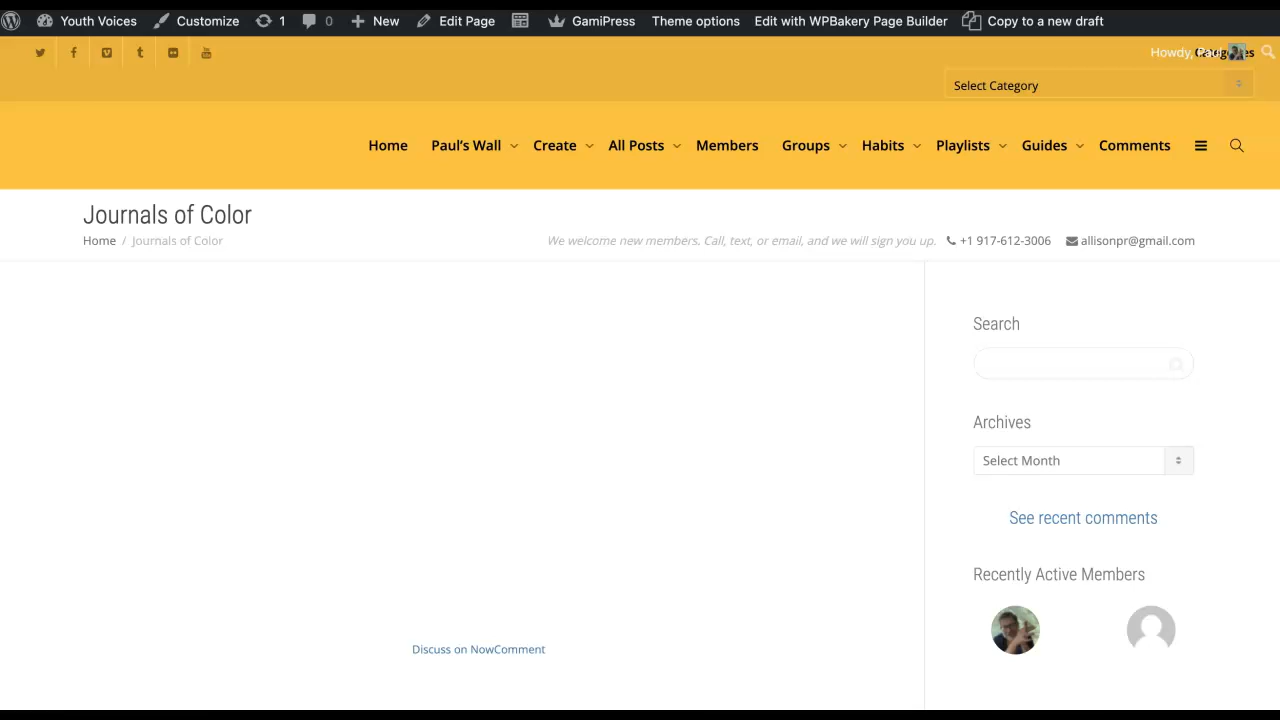 Youth Voices Customize 1 0 New Edit Page GamiPress Theme options Edit with WPBakery Page Builder Copy to a new draft
Howdy, Paul
Select Category
Home Paul's Wall Create All Posts Members Groups Habits Playlists Guides Comments
Journals of Color
Home / Journals of Color
We welcome new members. Call, text, or email, and we will sign you up. +1 917-612-3006 allisonpr@gmail.com
Search
Archives
Select Month
See recent comments
Recently Active Members
Discuss on NowComment